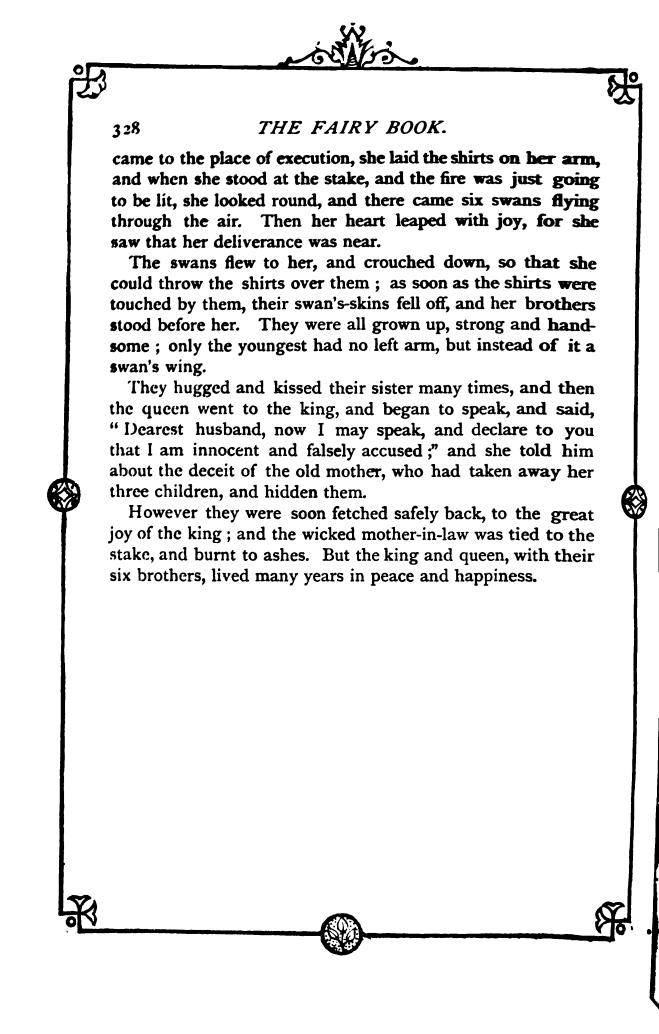 328 THE FAIRY BOOK.
came to the place of execution, she laid the shirts on her arm,
and when she stood at the stake, and the fire was just going
to be lit, she looked round, and there came six swans flying
through the air. Then her heart leaped with joy, for she
saw that her deliverance was near.
The swans flew to her, and crouched down, so that she
could throw the shirts over them ; as soon as the shirts were
touched by them, their swan's-skins fell off, and her brothers
stood before her. They were all grown up, strong and hand-
some ; only the youngest had no left arm, but instead of it a
swan's wing.
They hugged and kissed their sister many times, and then
the queen went to the king, and began to speak, and said,
" Dearest husband, now I may speak, and declare to you
that I am innocent and falsely accused ;" and she told him
about the deceit of the old mother, who had taken away her
three children, and hidden them.
However they were soon fetched safely back, to the great
joy of the king ; and the wicked mother-in-law was tied to the
stake, and burnt to ashes. But the king and queen, with their
six brothers, lived many years in peace and happiness.